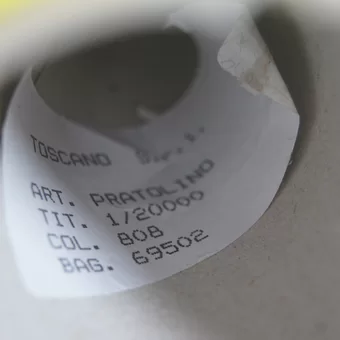 TOSCANO
ART. PRATOLINO
TIT. 1/20000
COL. 808
BAG. 69502